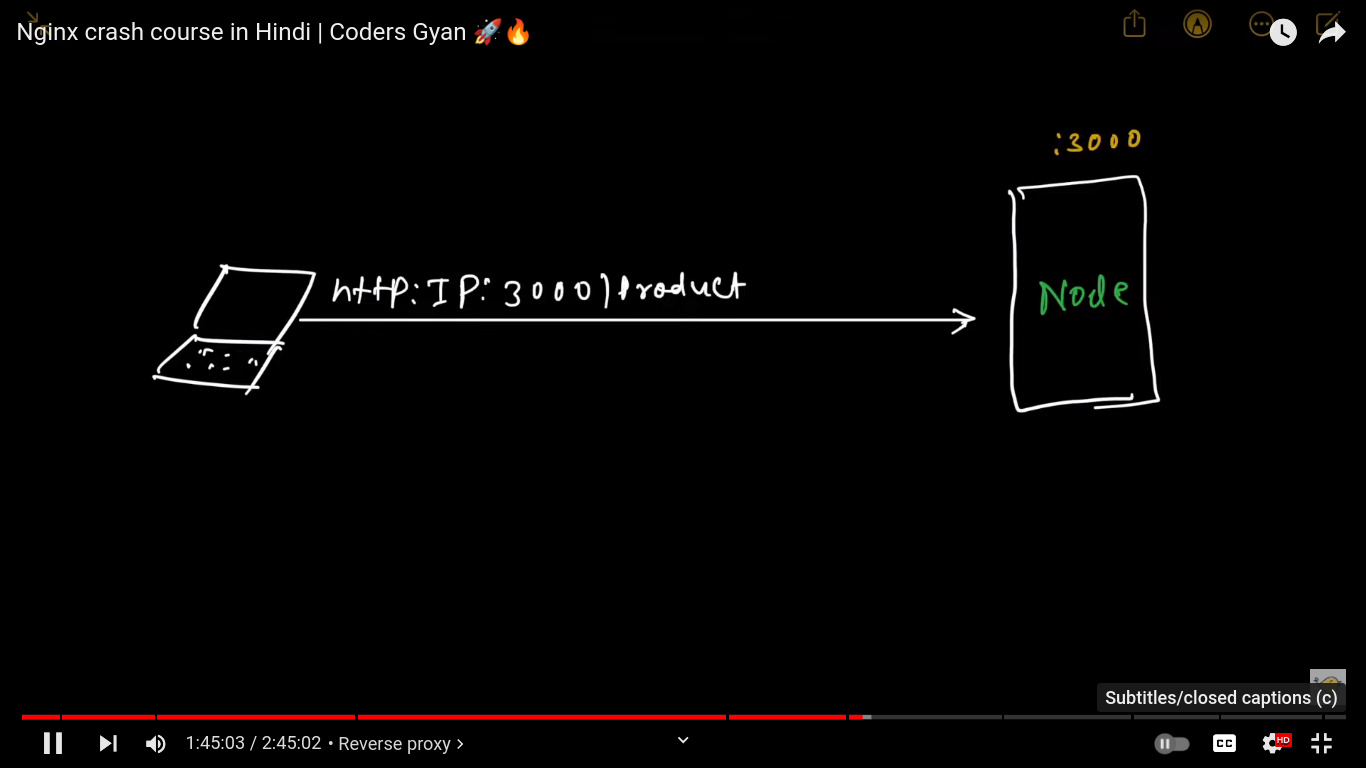 Nginx crash course in Hindi | Coders Gyan 🚀🔥
:3000
http:IP:3000/Product
Node
Subtitles/closed captions (c)
1:45:03 / 2:45:02 • Reverse proxy >
CC
HD